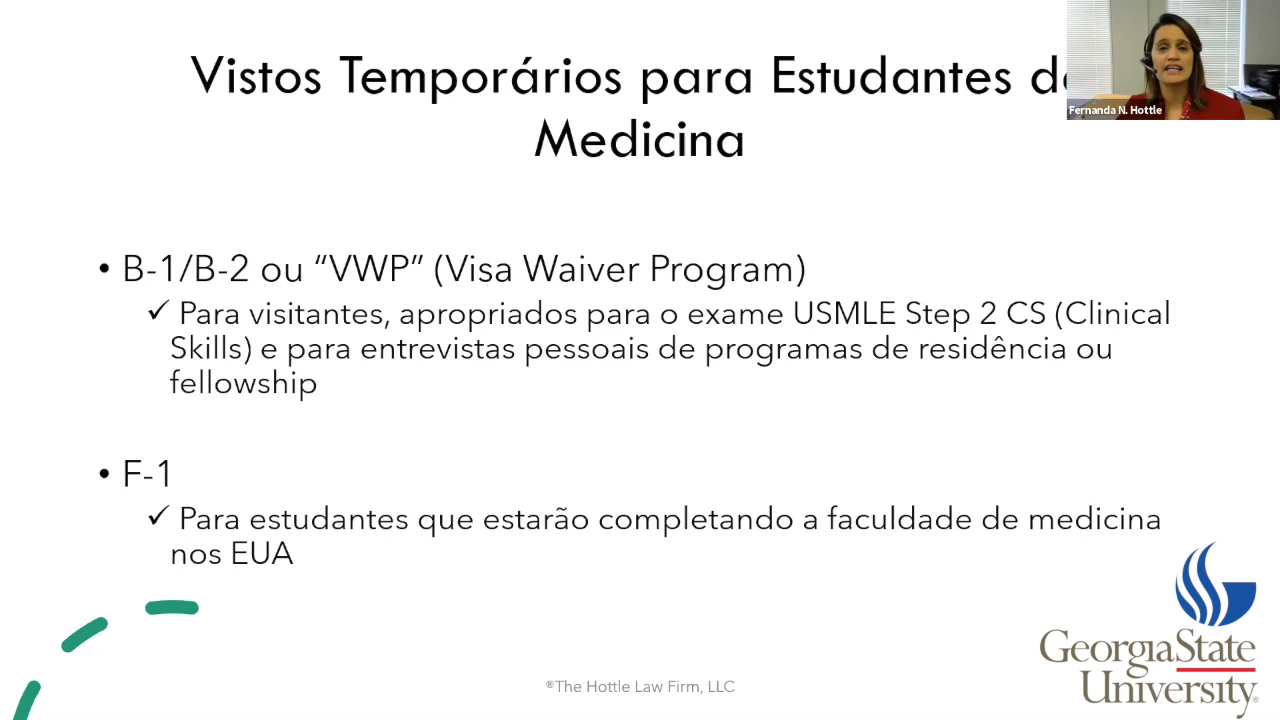 Vistos Temporários para Estudantes de
Medicina
Fernanda N. Hottle
• B-1/B-2 ou “VWP” (Visa Waiver Program)
✓ Para visitantes, apropriados para o exame USMLE Step 2 CS (Clinical
Skills) e para entrevistas pessoais de programas de residência ou
fellowship
• F-1
✓ Para estudantes que estarão completando a faculdade de medicina
nos EUA
®The Hottle Law Firm, LLC
GeorgiaState
University®